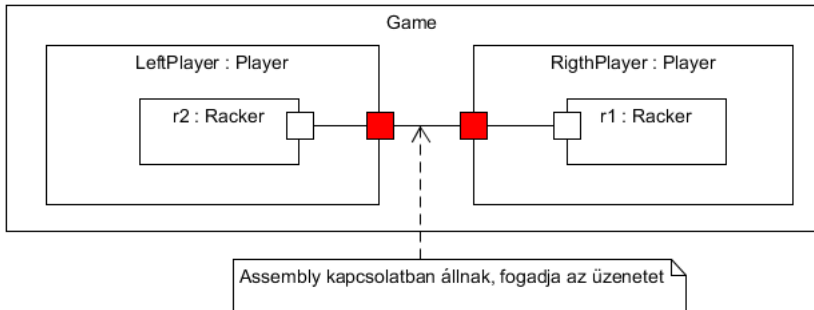 Game
LeftPlayer : Player
RigthPlayer : Player
r2 : Racker
r1 : Racker
Assembly kapcsolatban állnak, fogadja az üzenetet